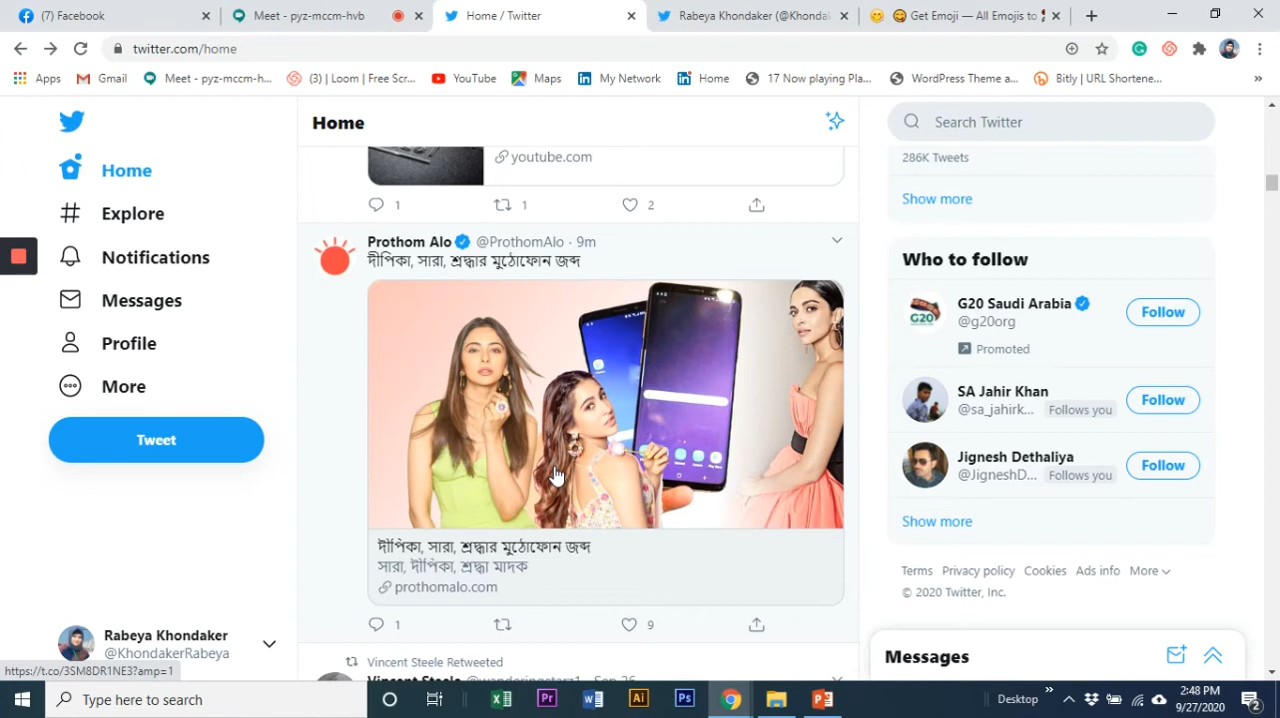 (7) Facebook
Meet - pyz-mccm-hvb
Home / Twitter
Rabeya Khondaker (@Khondak
Get Emoji — All Emojis to
twitter.com/home
Apps
Gmail
Meet - pyz-mccm-h...
(3) | Loom | Free Scr...
YouTube
Maps
My Network
Home
17 Now playing Pla...
WordPress Theme a...
Bitly | URL Shortene...
Home
Explore
Notifications
Messages
Profile
More
Tweet
Rabeya Khondaker
@KhondakerRabeya
https://t.co/3SM8DR1NE3?amp=1
Home
youtube.com
1 1 2
Prothom Alo @ProthomAlo · 9m
দীপিকা, সারা, শ্রদ্ধার মুঠোফোন জব্দ
দীপিকা, সারা, শ্রদ্ধার মুঠোফোন জব্দ
সারা, দীপিকা, শ্রদ্ধা মাদক
prothomalo.com
1 9
Vincent Steele Retweeted
Vincent Steele @wanderingstarz1 · Sep 26
Search Twitter
286K Tweets
Show more
Who to follow
G20 Saudi Arabia
@g20org
Promoted
Follow
SA Jahir Khan
@sa_jahirk... Follows you
Follow
Jignesh Dethaliya
@JigneshD... Follows you
Follow
Show more
Terms Privacy policy Cookies Ads info More
© 2020 Twitter, Inc.
Messages
Type here to search
Desktop
2:48 PM
9/27/2020